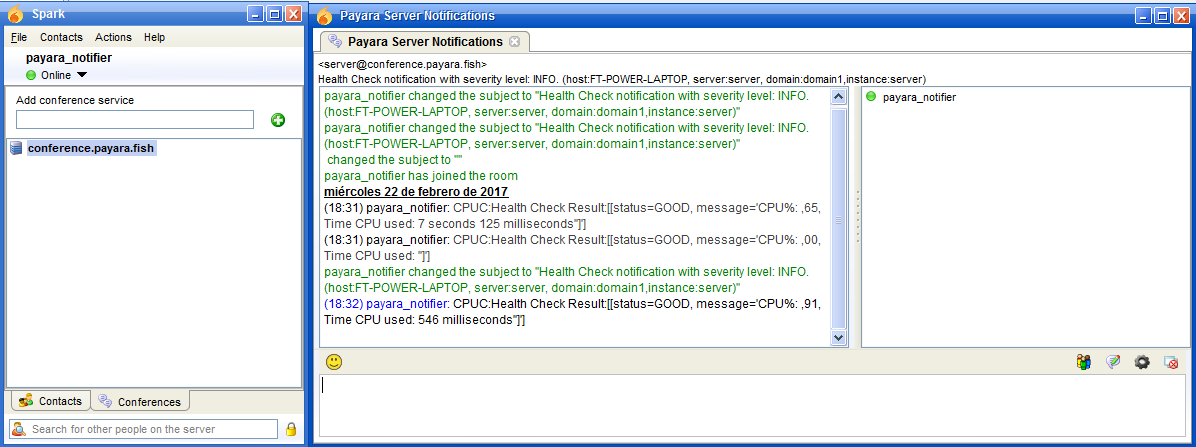 Spark
File Contacts Actions Help
payara_notifier
Online
Add conference service
conference.payara.fish
Contacts Conferences
Search for other people on the server
Payara Server Notifications
Payara Server Notifications
<server@conference.payara.fish>
Health Check notification with severity level: INFO. (host:FT-POWER-LAPTOP, server:server, domain:domain1,instance:server)
payara_notifier changed the subject to "Health Check notification with severity level: INFO.
(host:FT-POWER-LAPTOP, server:server, domain:domain1,instance:server)"
payara_notifier changed the subject to "Health Check notification with severity level: INFO.
(host:FT-POWER-LAPTOP, server:server, domain:domain1,instance:server)"
changed the subject to ""
payara_notifier has joined the room
miércoles 22 de febrero de 2017
(18:31) payara_notifier: CPUC:Health Check Result:[[status=GOOD, message='CPU%: ,65,
Time CPU used: 7 seconds 125 milliseconds"]']
(18:31) payara_notifier: CPUC:Health Check Result:[[status=GOOD, message='CPU%: ,00,
Time CPU used: "]']
payara_notifier changed the subject to "Health Check notification with severity level: INFO.
(host:FT-POWER-LAPTOP, server:server, domain:domain1,instance:server)"
(18:32) payara_notifier: CPUC:Health Check Result:[[status=GOOD, message='CPU%: ,91,
Time CPU used: 546 milliseconds"]']
payara_notifier